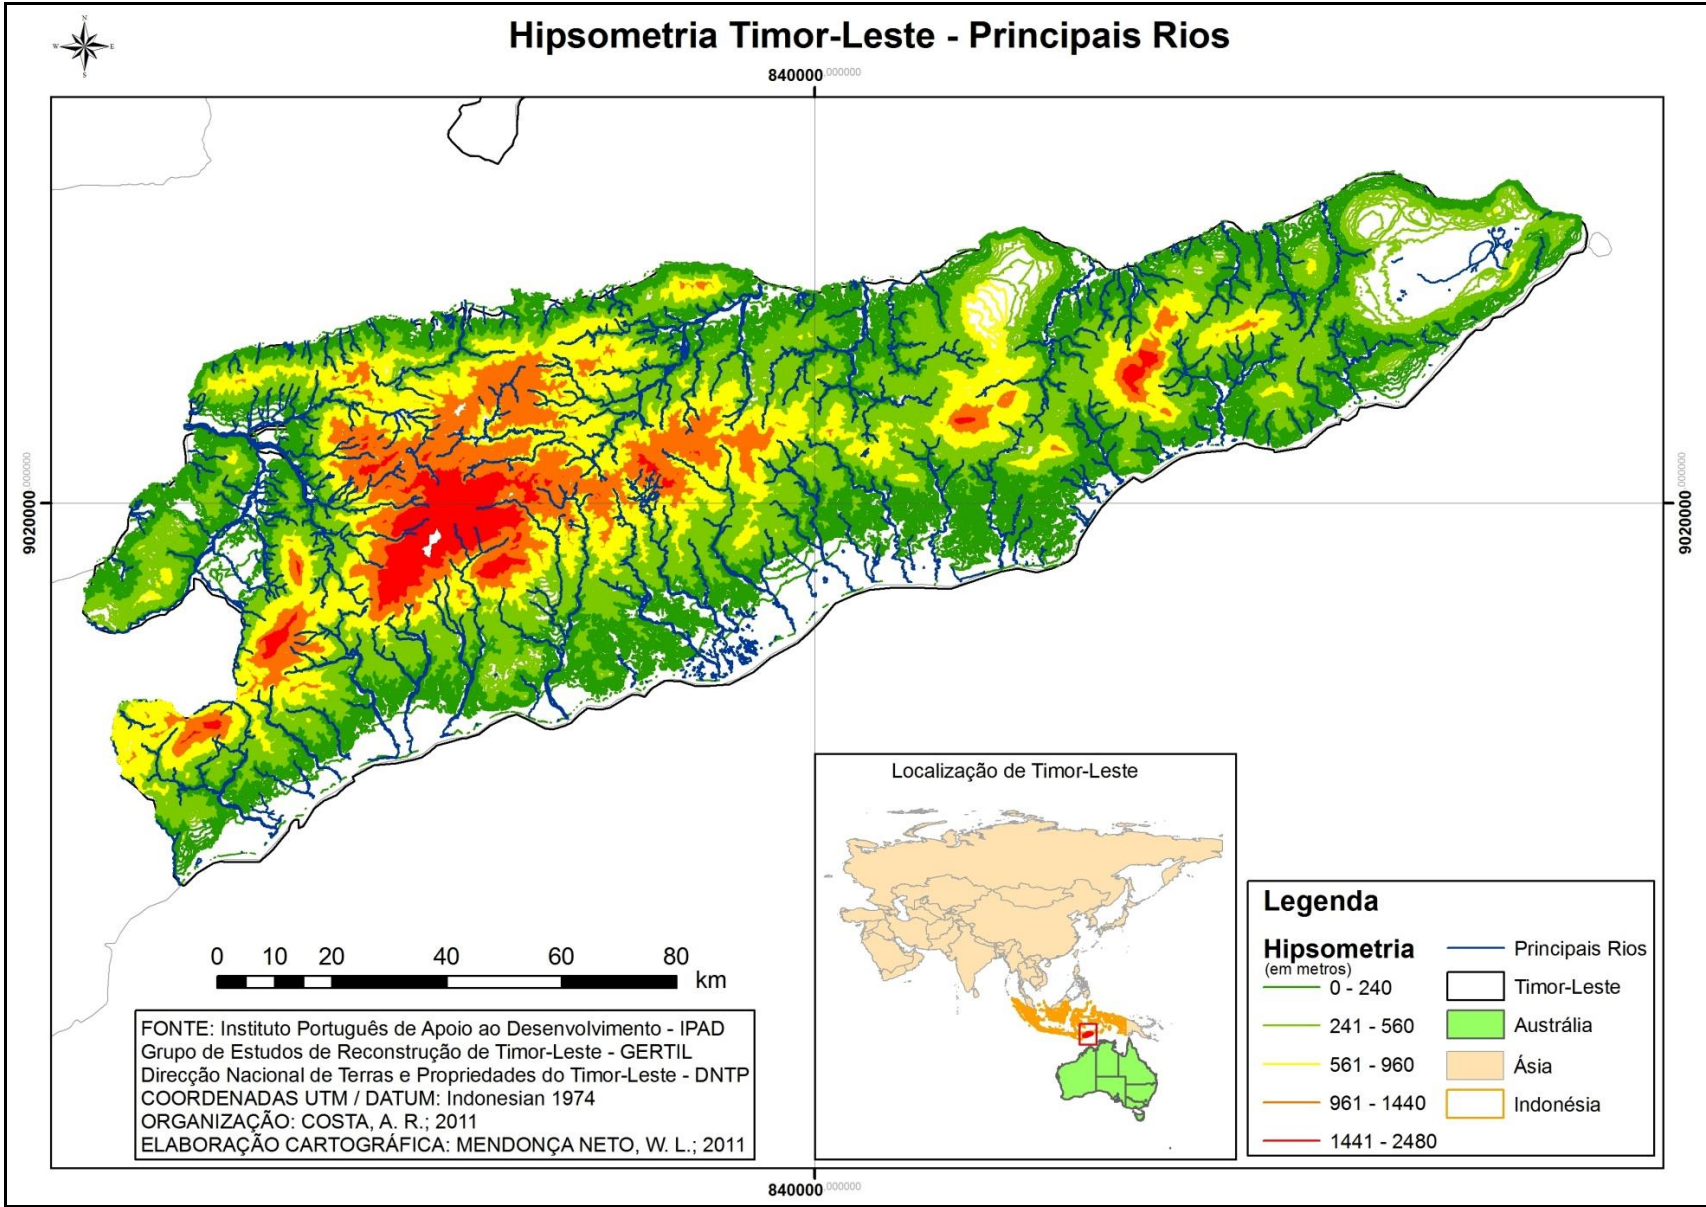 Hipsometria Timor-Leste - Principais Rios
N
W
E
S
840000,000000
9020000,000000
9020000,000000
Localização de Timor-Leste
0 10 20 40 60 80
km
FONTE: Instituto Português de Apoio ao Desenvolvimento - IPAD
Grupo de Estudos de Reconstrução de Timor-Leste - GERTIL
Direcção Nacional de Terras e Propriedades do Timor-Leste - DNTP
COORDENADAS UTM / DATUM: Indonesian 1974
ORGANIZAÇÃO: COSTA, A. R.; 2011
ELABORAÇÃO CARTOGRÁFICA: MENDONÇA NETO, W. L.; 2011
Legenda
Hipsometria
(em metros)
0 - 240
241 - 560
561 - 960
961 - 1440
1441 - 2480
Principais Rios
Timor-Leste
Austrália
Ásia
Indonésia
840000,000000